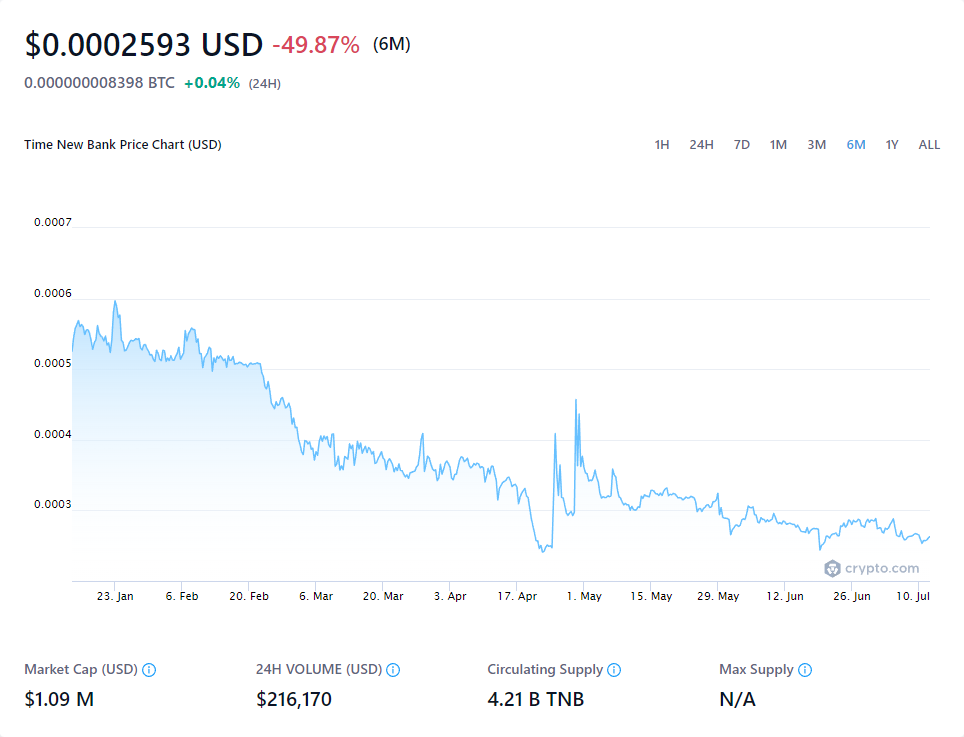 $0.0002593 USD -49.87% (6M)
0.000000008398 BTC +0.04% (24H)
Time New Bank Price Chart (USD) 1H 24H 7D 1M 3M 6M 1Y ALL
0.0007
0.0006
0.0005
0.0004
0.0003
crypto.com
23. Jan 6. Feb 20. Feb 6. Mar 20. Mar 3. Apr 17. Apr 1. May 15. May 29. May 12. Jun 26. Jun 10. Jul
Market Cap (USD) 24H VOLUME (USD) Circulating Supply Max Supply
$1.09 M $216,170 4.21 B TNB N/A